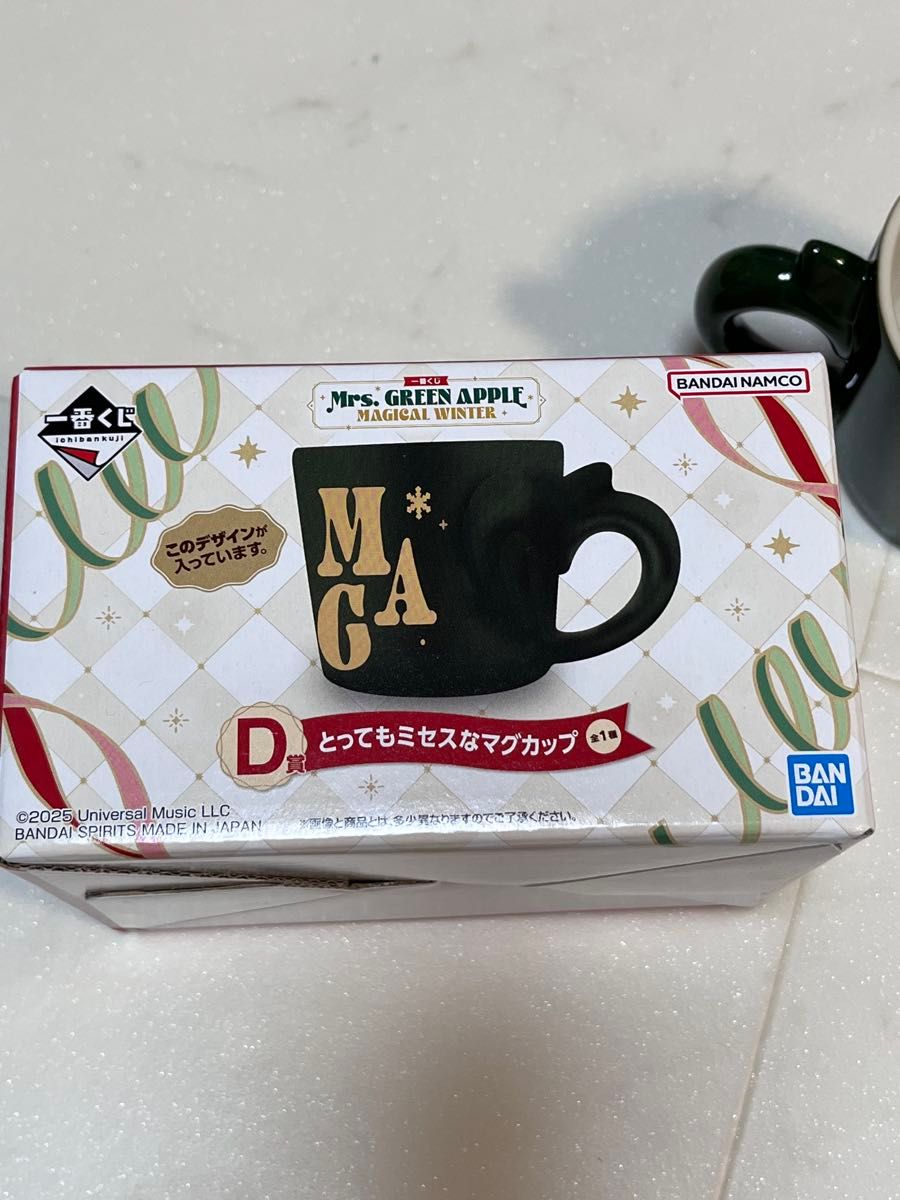 一番くじ
ichibankuji
一番くじ
Mrs. GREEN APPLE
MAGICAL WINTER
BANDAI NAMCO
このデザインが
入っています。
M
G A
D賞
とってもミセスなマグカップ
全1種
BAN
DAI
©2025 Universal Music LLC
BANDAI SPIRITS MADE IN JAPAN
※画像と商品とは、多少異なりますのでご了承ください。